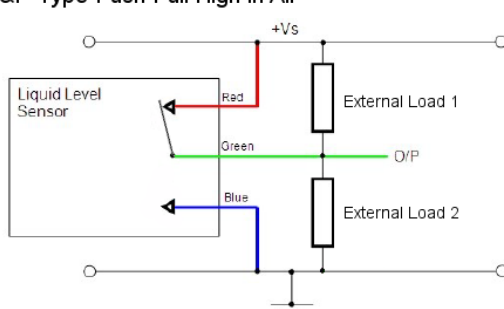 Type Push Pull High in Air
+Vs
Liquid Level
Sensor
Red
External Load 1
Green
O/P
Blue
External Load 2